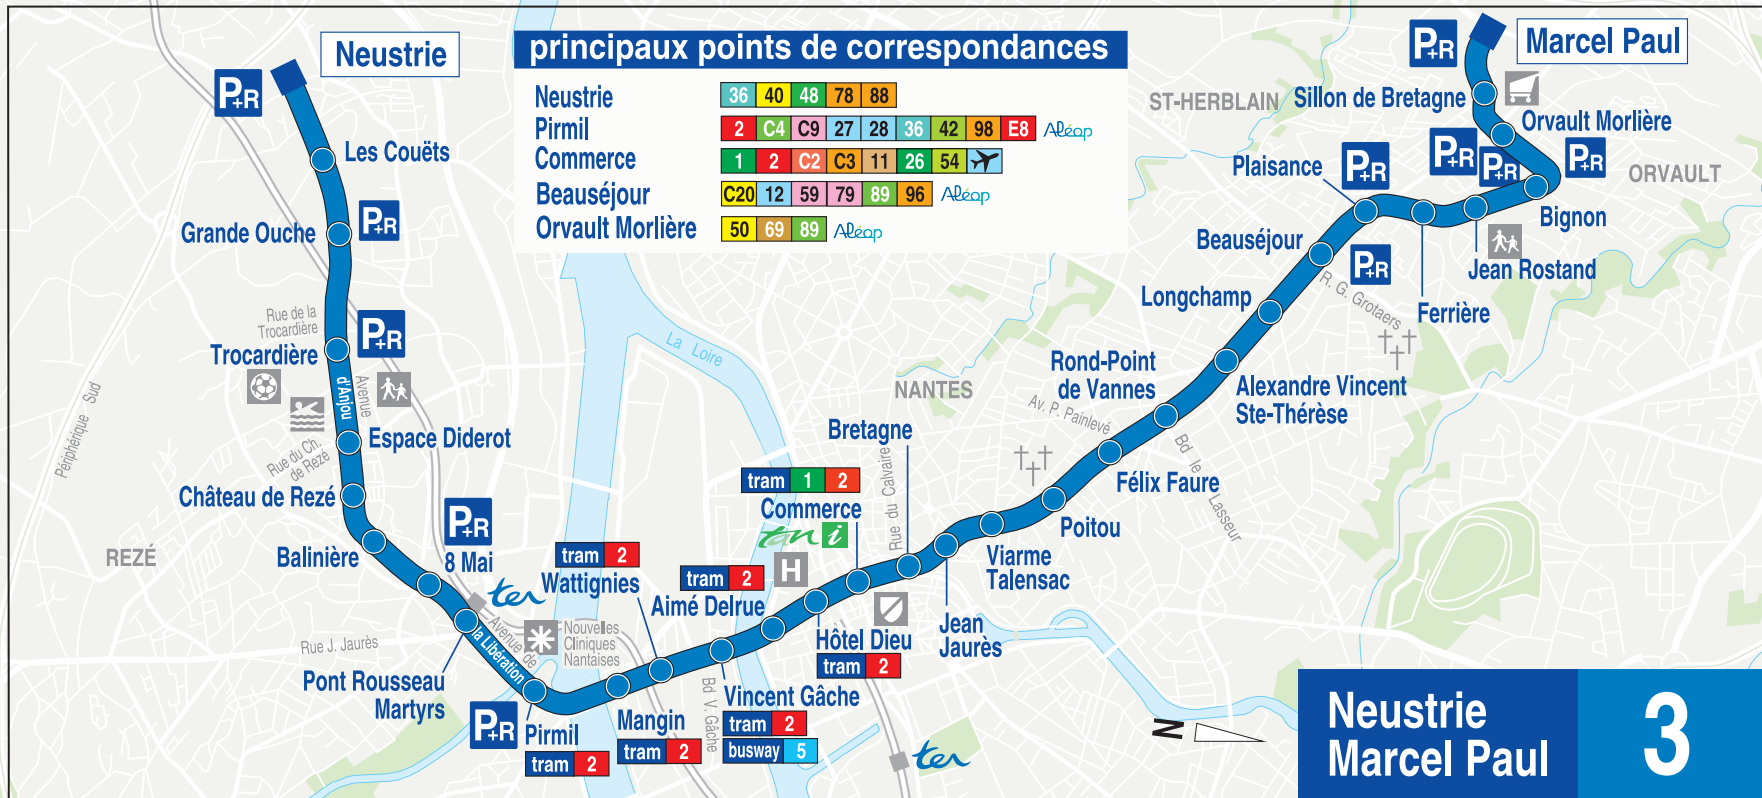 principaux points de correspondances
Neustrie 36 40 48 78 88
Pirmil 2 C4 C9 27 28 36 42 98 E8 Aléop
Commerce 1 2 C2 C3 11 26 54
Beauséjour C20 12 59 79 89 96 Aléop
Orvault Morlière 50 69 89 Aléop
Neustrie
P+R
Les Couëts
Grande Ouche
P+R
Rue de la
Trocardière
Trocardière
P+R
Avenue
d'Anjou
Périphérique Sud
Espace Diderot
Rue du Ch.
de Rezé
Château de Rezé
REZÉ
Balinière
P+R
8 Mai
ter
Rue J. Jaurès
Avenue de
la Libération
Nouvelles
Cliniques
Nantaises
Pont Rousseau
Martyrs
P+R
Pirmil
tram 2
Mangin
tram 2
tram 2
Wattignies
Bd V. Gâche
Vincent Gâche
tram 2
busway 5
tram 2
Aimé Delrue
H
Hôtel Dieu
tram 2
tram 1 2
Commerce
tan i
La Loire
NANTES
Rue du Calvaire
Bretagne
Jean
Jaurès
Viarme
Talensac
Poitou
Félix Faure
Av. P. Painlevé
Bd le Lasseur
Rond-Point
de Vannes
Alexandre Vincent
Ste-Thérèse
Longchamp
R. G. Grotaers
Beauséjour
P+R
Plaisance
P+R
Ferrière
Jean Rostand
P+R
P+R
P+R
Bignon
ORVAULT
Orvault Morlière
Sillon de Bretagne
ST-HERBLAIN
P+R
Marcel Paul
ter
N
Neustrie
Marcel Paul
3